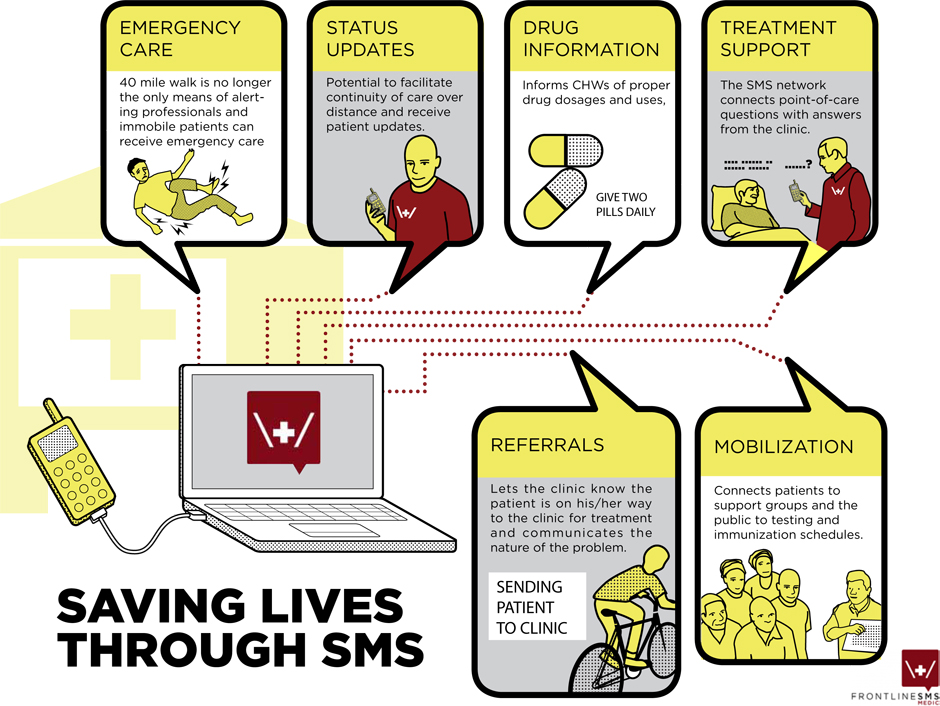 EMERGENCY
CARE
40 mile walk is no longer
the only means of alert-
ing professionals and
immobile patients can
receive emergency care
STATUS
UPDATES
Potential to facilitate
continuity of care over
distance and receive
patient updates.
DRUG
INFORMATION
Informs CHWs of proper
drug dosages and uses,
GIVE TWO
PILLS DAILY
TREATMENT
SUPPORT
The SMS network
connects point-of-care
questions with answers
from the clinic.
?
\+/
\+/
\+/
REFERRALS
Lets the clinic know the
patient is on his/her way
to the clinic for treatment
and communicates the
nature of the problem.
SENDING
PATIENT
TO CLINIC
MOBILIZATION
Connects patients to
support groups and the
public to testing and
immunization schedules.
SAVING LIVES
THROUGH SMS
\+/
FRONTLINESMS
MEDIC